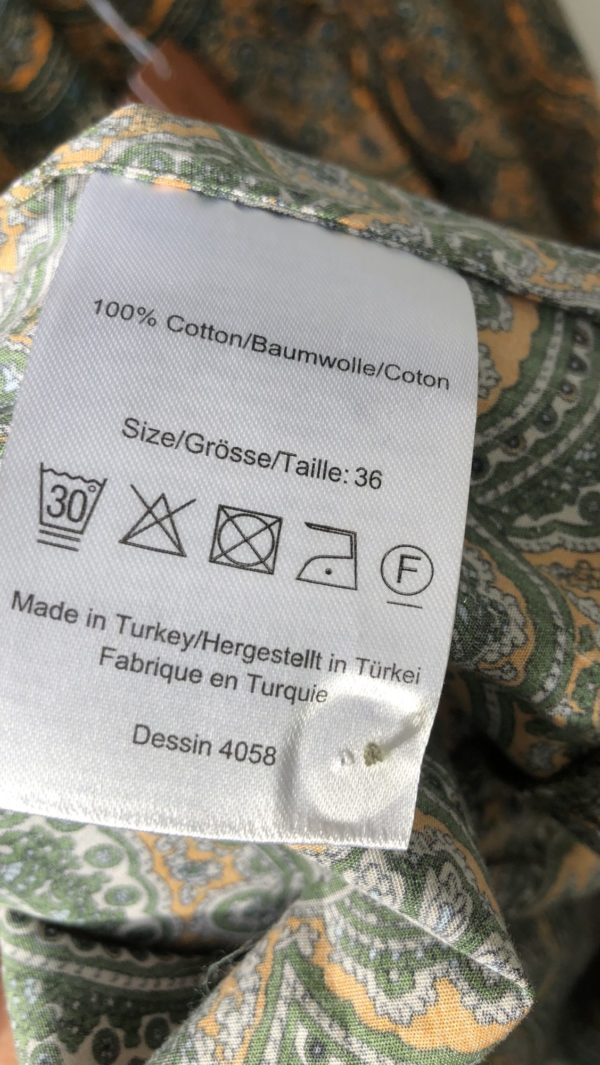 100% Cotton/Baumwolle/Coton
Size/Grösse/Taille: 36
30°
F
Made in Turkey/Hergestellt in Türkei
Fabrique en Turquie
Dessin 4058